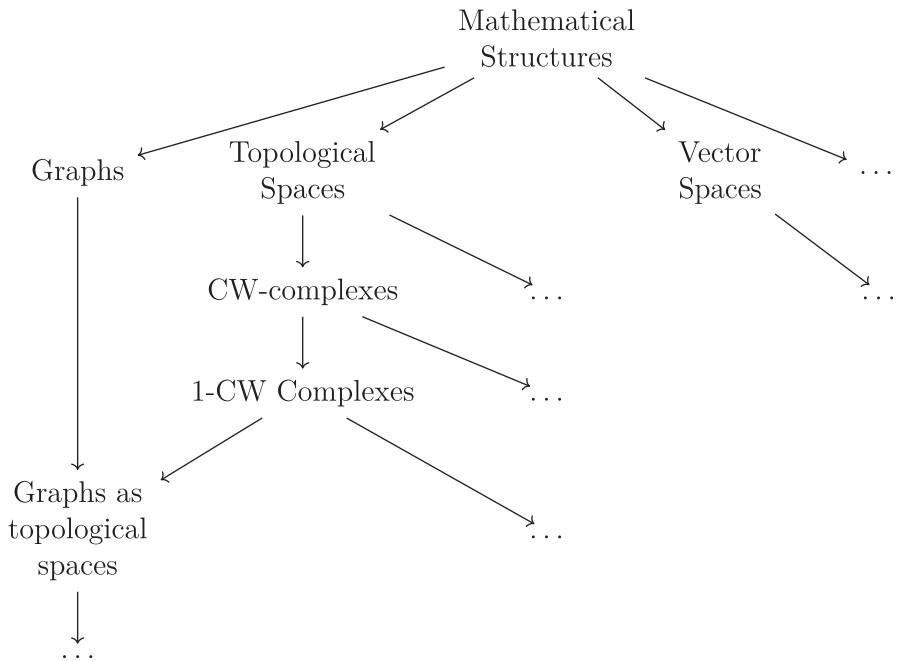 Mathematical
Structures
Graphs
Topological
Spaces
Vector
Spaces
...
CW-complexes
...
...
1-CW Complexes
...
Graphs as
topological
spaces
...
...